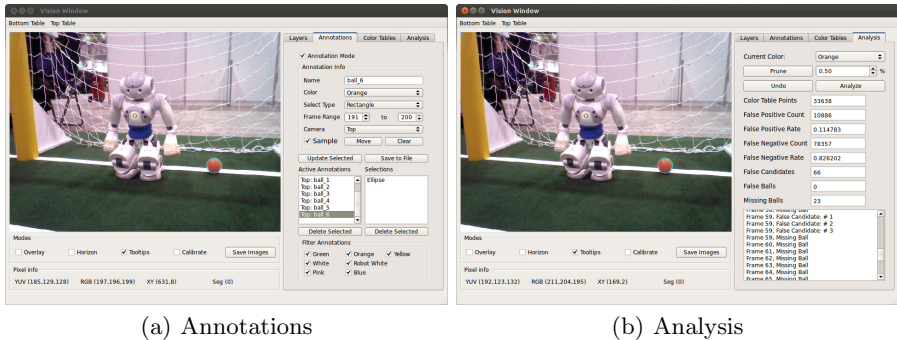 Vision Window
Bottom Table Top Table
Layers Annotations Color Tables Analysis
Annotation Mode
Annotation Info
Name ball_6
Color Orange
Select Type Rectangle
Frame Range 191 to 200
Camera Top
Sample Move Clear
Update Selected Save to File
Active Annotations Selections
Top: ball_1 Ellipse
Top: ball_2
Top: ball_3
Top: ball_4
Top: ball_5
Top: ball_6
Delete Selected Delete Selected
Filter Annotations
Green Orange Yellow
White Robot White
Pink Blue
Modes
Overlay Horizon Tooltips Calibrate Save Images
Pixel info
YUV (185,129,128) RGB (197,196,199) XY (631,8) Seg (0)
(a) Annotations
Vision Window
Bottom Table Top Table
Layers Annotations Color Tables Analysis
Current Color: Orange
Prune 0.50 %
Undo Analyze
Color Table Points 33638
False Positive Count 10886
False Positive Rate 0.114783
False Negative Count 78357
False Negative Rate 0.826202
False Candidates 66
False Balls 0
Missing Balls 23
Frame 58, Missing Ball
Frame 59, False Candidate: # 1
Frame 59, False Candidate: # 2
Frame 59, False Candidate: # 3
Frame 59, Missing Ball
Frame 60, Missing Ball
Frame 61, Missing Ball
Frame 62, Missing Ball
Frame 63, Missing Ball
Frame 64, Missing Ball
Frame 65, Missing Ball
Modes
Overlay Horizon Tooltips Calibrate Save Images
Pixel info
YUV (192,123,132) RGB (211,204,195) XY (169,2) Seg (0)
(b) Analysis